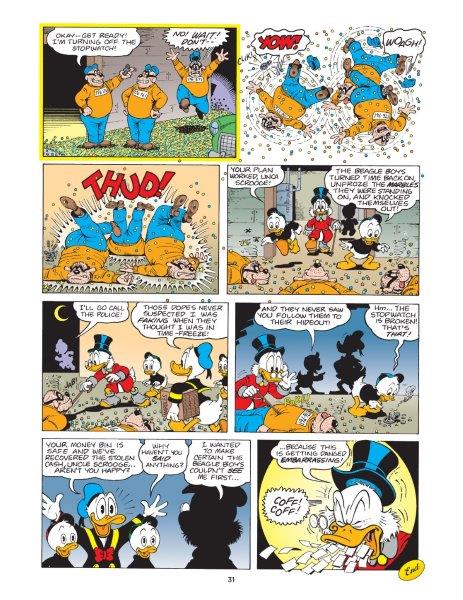 OKAY--GET READY!
I'M TURNING OFF THE
STOPWATCH!
NO! WAIT!
DON'T--
YOW!
WOAGH!
THUD!
YOUR PLAN
WORKED, UNCA
SCROOGE!
THE BEAGLE BOYS
TURNED TIME BACK ON,
UNFROZE THE MARBLES
THEY WERE STANDING
ON, AND KNOCKED
THEMSELVES
OUT!
I'LL GO CALL
THE POLICE!
THOSE DOPES NEVER
SUSPECTED I WAS
FAKING WHEN THEY
THOUGHT I WAS IN
TIME-FREEZE!
AND THEY NEVER SAW
YOU FOLLOW THEM TO
THEIR HIDEOUT!
HM... THE
STOPWATCH
IS BROKEN!
THAT'S
THAT!
YOUR MONEY BIN IS
SAFE AND WE'VE
RECOVERED THE STOLEN
CASH, UNCLE SCROOGE...
AREN'T YOU HAPPY?
WHY
HAVEN'T YOU
SAID
ANYTHING?
I WANTED
TO MAKE
CERTAIN THE
BEAGLE BOYS
COULDN'T SEE
ME FIRST...
...BECAUSE THIS
IS GETTING DANGED
EMBARRASSING!
COFF!
COFF!
End
31